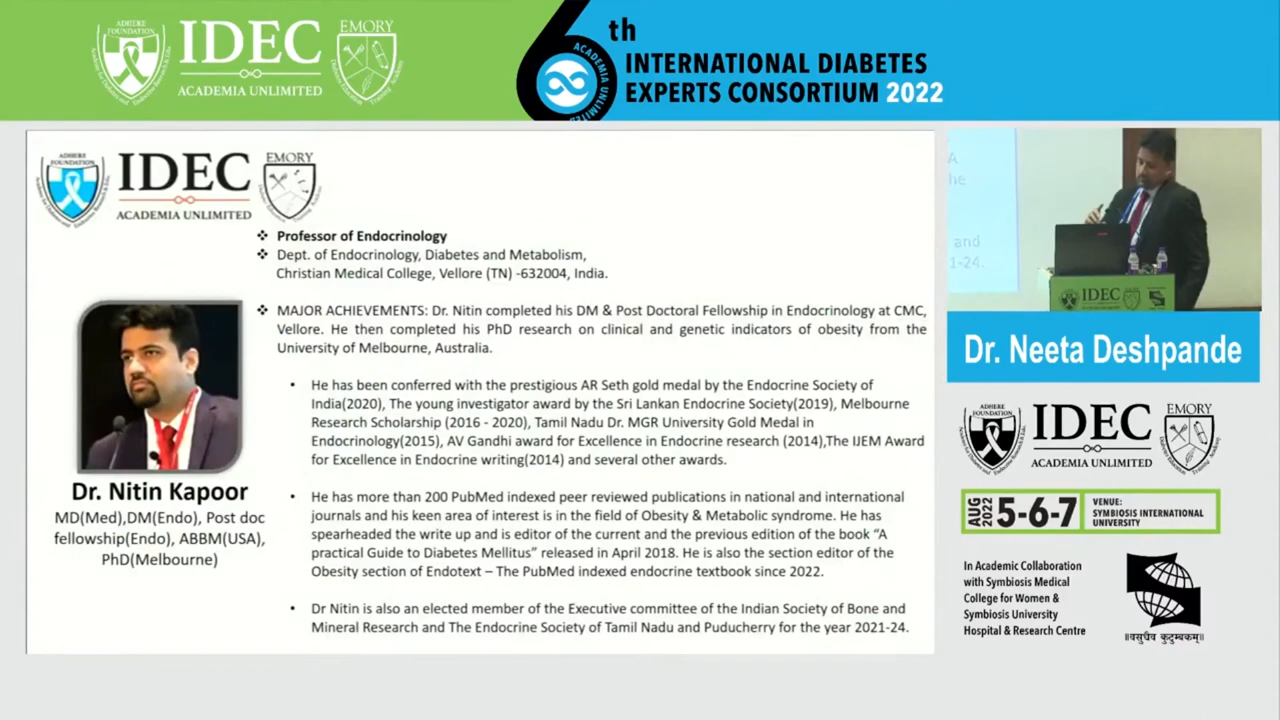 ADHERE
FOUNDATION
IDEC
ACADEMIA UNLIMITED
EMORY
6th
ACADEMIA UNLIMITED
INTERNATIONAL DIABETES
EXPERTS CONSORTIUM 2022
ADHERE
FOUNDATION
IDEC
ACADEMIA UNLIMITED
EMORY
❖ Professor of Endocrinology
❖ Dept. of Endocrinology, Diabetes and Metabolism,
Christian Medical College, Vellore (TN) -632004, India.
❖ MAJOR ACHIEVEMENTS: Dr. Nitin completed his DM & Post Doctoral Fellowship in Endocrinology at CMC,
Vellore. He then completed his PhD research on clinical and genetic indicators of obesity from the
University of Melbourne, Australia.
• He has been conferred with the prestigious AR Seth gold medal by the Endocrine Society of
India(2020), The young investigator award by the Sri Lankan Endocrine Society(2019), Melbourne
Research Scholarship (2016 - 2020), Tamil Nadu Dr. MGR University Gold Medal in
Endocrinology(2015), AV Gandhi award for Excellence in Endocrine research (2014),The IJEM Award
for Excellence in Endocrine writing(2014) and several other awards.
• He has more than 200 PubMed indexed peer reviewed publications in national and international
journals and his keen area of interest is in the field of Obesity & Metabolic syndrome. He has
spearheaded the write up and is editor of the current and the previous edition of the book “A
practical Guide to Diabetes Mellitus” released in April 2018. He is also the section editor of the
Obesity section of Endotext – The PubMed indexed endocrine textbook since 2022.
• Dr Nitin is also an elected member of the Executive committee of the Indian Society of Bone and
Mineral Research and The Endocrine Society of Tamil Nadu and Puducherry for the year 2021-24.
Dr. Nitin Kapoor
MD(Med),DM(Endo), Post doc
fellowship(Endo), ABBM(USA),
PhD(Melbourne)
A
he
and
1-24.
IDEC
Dr. Neeta Deshpande
ADHERE
FOUNDATION
IDEC
ACADEMIA UNLIMITED
EMORY
AUG 2022
5-6-7
VENUE:
SYMBIOSIS INTERNATIONAL
UNIVERSITY
In Academic Collaboration
with Symbiosis Medical
College for Women &
Symbiosis University
Hospital & Research Centre
॥वसुधैव कुटुम्बकम्॥